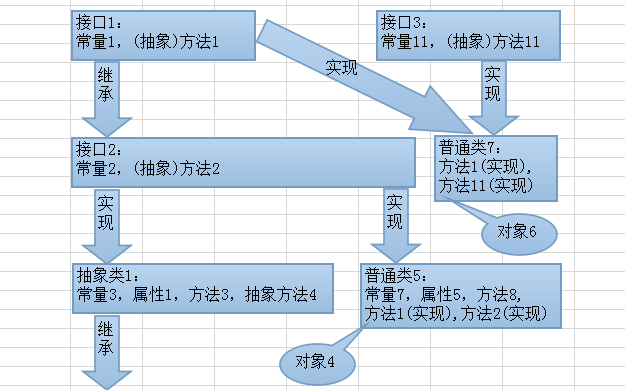 接口1：
常量1，(抽象)方法1
接口3：
常量11，(抽象)方法11
继承
实现
实现
接口2：
常量2，(抽象)方法2
普通类7：
方法1(实现)，
方法11(实现)
实现
实现
对象6
抽象类1：
常量3，属性1，方法3，抽象方法4
普通类5：
常量7，属性5，方法8，
方法1(实现),方法2(实现)
继承
对象4